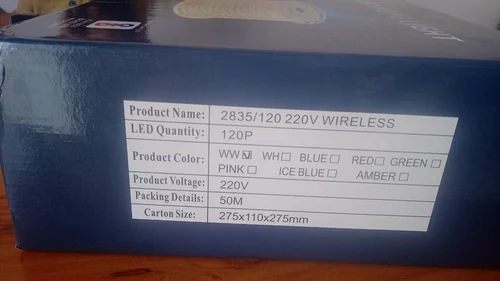 Product Name: 2835/120 220V WIRELESS
LED Quantity: 120P
Product Color: WW☑ WH☐ BLUE☐ RED☐ GREEN☐
PINK☐ ICE BLUE☐ AMBER☐
Product Voltage: 220V
Packing Details: 50M
Carton Size: 275x110x275mm